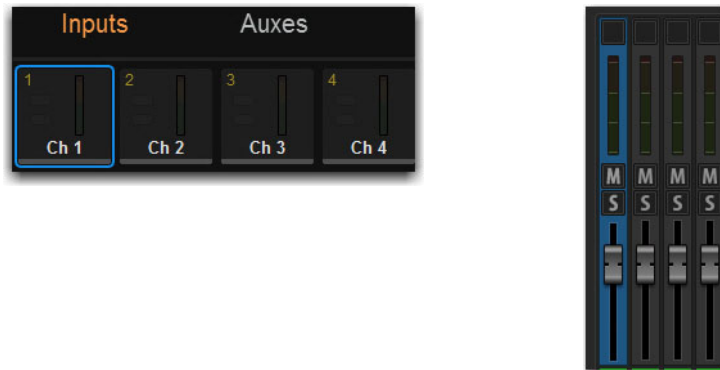 Inputs Auxes
1 2 3 4
Ch 1 Ch 2 Ch 3 Ch 4
M M M M
S S S S